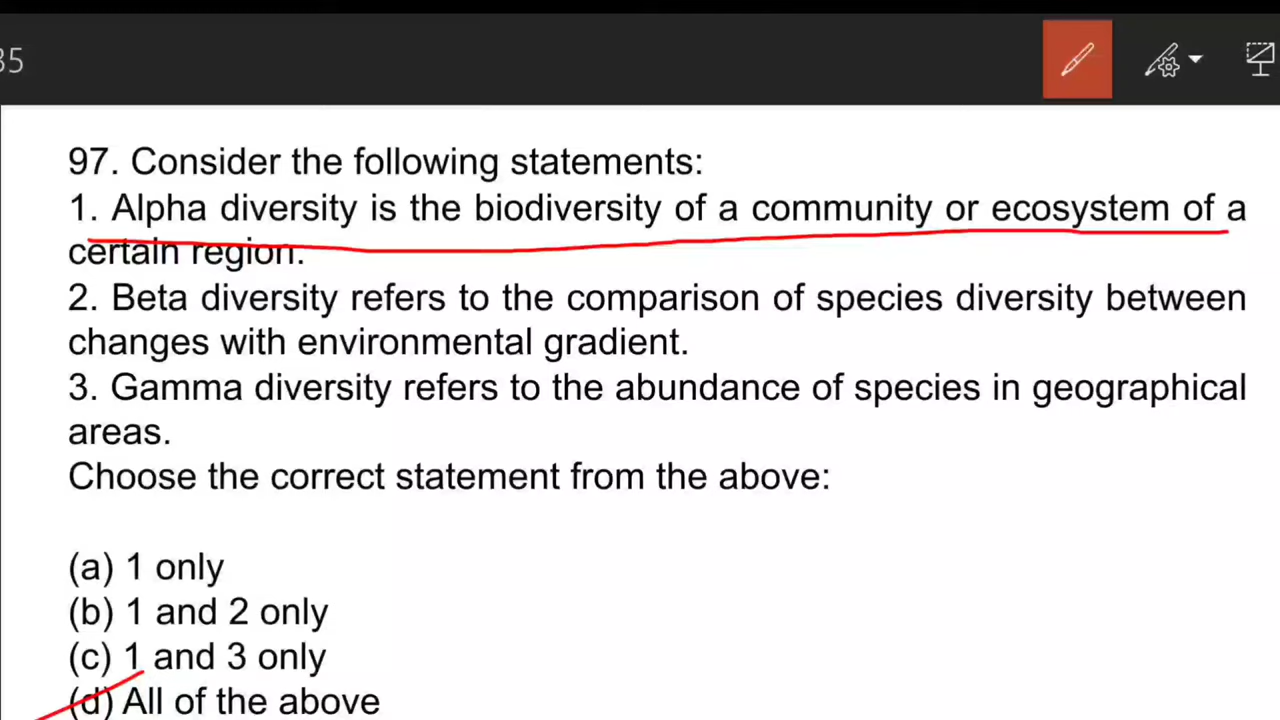 35
97. Consider the following statements:
1. Alpha diversity is the biodiversity of a community or ecosystem of a
certain region.
2. Beta diversity refers to the comparison of species diversity between
changes with environmental gradient.
3. Gamma diversity refers to the abundance of species in geographical
areas.
Choose the correct statement from the above:
(a) 1 only
(b) 1 and 2 only
(c) 1 and 3 only
(d) All of the above